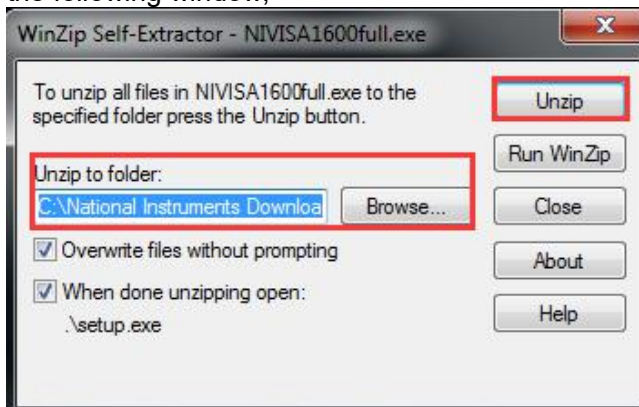 the following window;
WinZip Self-Extractor - NIVISA1600full.exe
To unzip all files in NIVISA1600full.exe to the
specified folder press the Unzip button.
Unzip
Run WinZip
Unzip to folder:
C:\National Instruments Downloa
Browse...
Close
Overwrite files without prompting
About
When done unzipping open:
.\setup.exe
Help